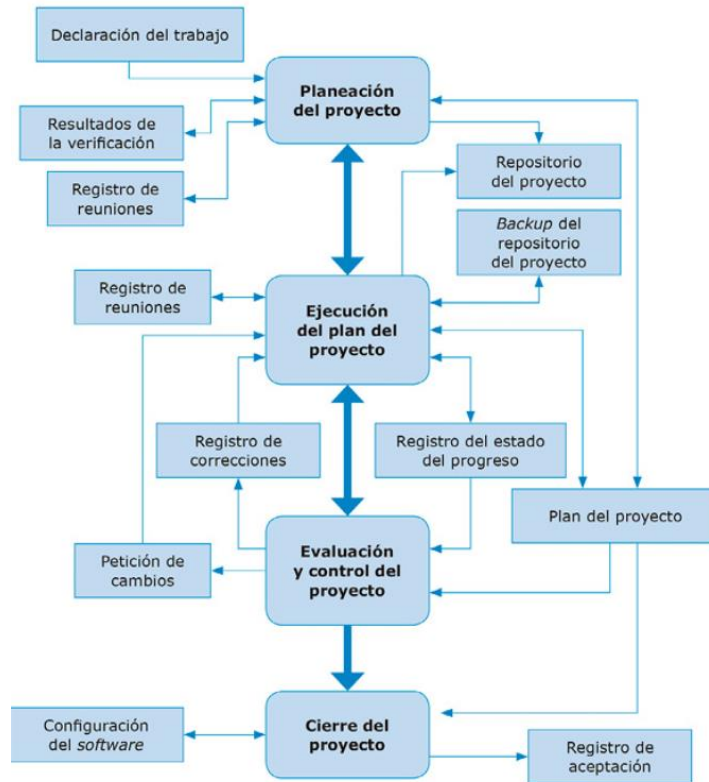 Declaración del trabajo
Planeación
del proyecto
Resultados de
la verificación
Repositorio
del proyecto
Registro de
reuniones
Backup del
repositorio
del proyecto
Registro de
reuniones
Ejecución
del plan del
proyecto
Registro de
correcciones
Registro del estado
del progreso
Plan del proyecto
Petición de
cambios
Evaluación
y control del
proyecto
Configuración
del software
Cierre del
proyecto
Registro de
aceptación